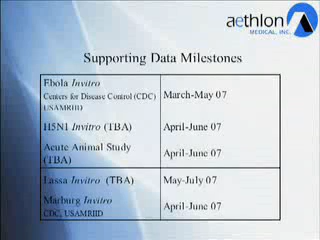 aethlon
MEDICAL, INC.
Supporting Data Milestones
Ebola Invitro
Centers for Disease Control (CDC)
USAMRIID
March-May 07
H5N1 Invitro (TBA)
April-June 07
Acute Animal Study
(TBA)
April-June 07
Lassa Invitro (TBA)
May-July 07
Marburg Invitro
CDC, USAMRIID
April-June 07